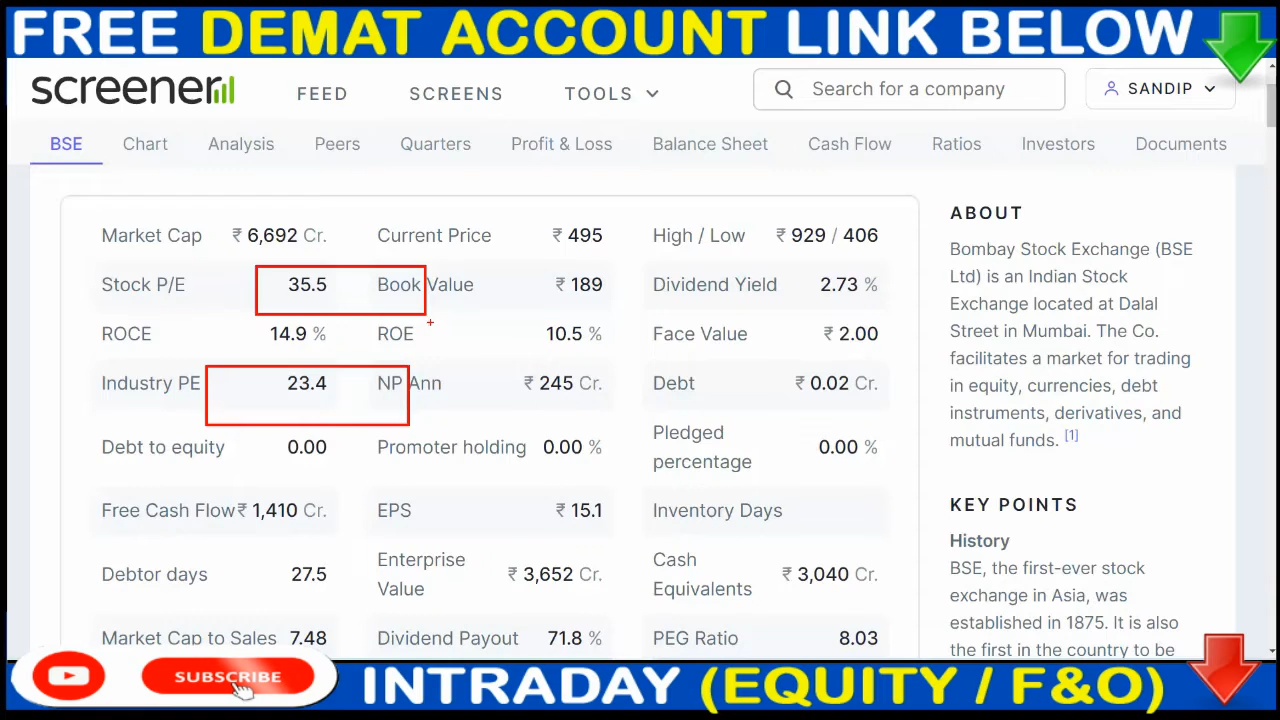 FREE DEMAT ACCOUNT LINK BELOW
screener
FEED SCREENS TOOLS
Search for a company
SANDIP
BSE Chart Analysis Peers Quarters Profit & Loss Balance Sheet Cash Flow Ratios Investors Documents
Market Cap ₹ 6,692 Cr. Current Price ₹ 495 High / Low ₹ 929 / 406
Stock P/E 35.5 Book Value ₹ 189 Dividend Yield 2.73 %
ROCE 14.9 % ROE 10.5 % Face Value ₹ 2.00
Industry PE 23.4 NP Ann ₹ 245 Cr. Debt ₹ 0.02 Cr.
Debt to equity 0.00 Promoter holding 0.00 % Pledged percentage 0.00 %
Free Cash Flow ₹ 1,410 Cr. EPS ₹ 15.1 Inventory Days
Debtor days 27.5 Enterprise Value ₹ 3,652 Cr. Cash Equivalents ₹ 3,040 Cr.
Market Cap to Sales 7.48 Dividend Payout 71.8 % PEG Ratio 8.03
ABOUT
Bombay Stock Exchange (BSE
Ltd) is an Indian Stock
Exchange located at Dalal
Street in Mumbai. The Co.
facilitates a market for trading
in equity, currencies, debt
instruments, derivatives, and
mutual funds. [1]
KEY POINTS
History
BSE, the first-ever stock
exchange in Asia, was
established in 1875. It is also
the first in the country to be
SUBSCRIBE
INTRADAY (EQUITY / F&O)